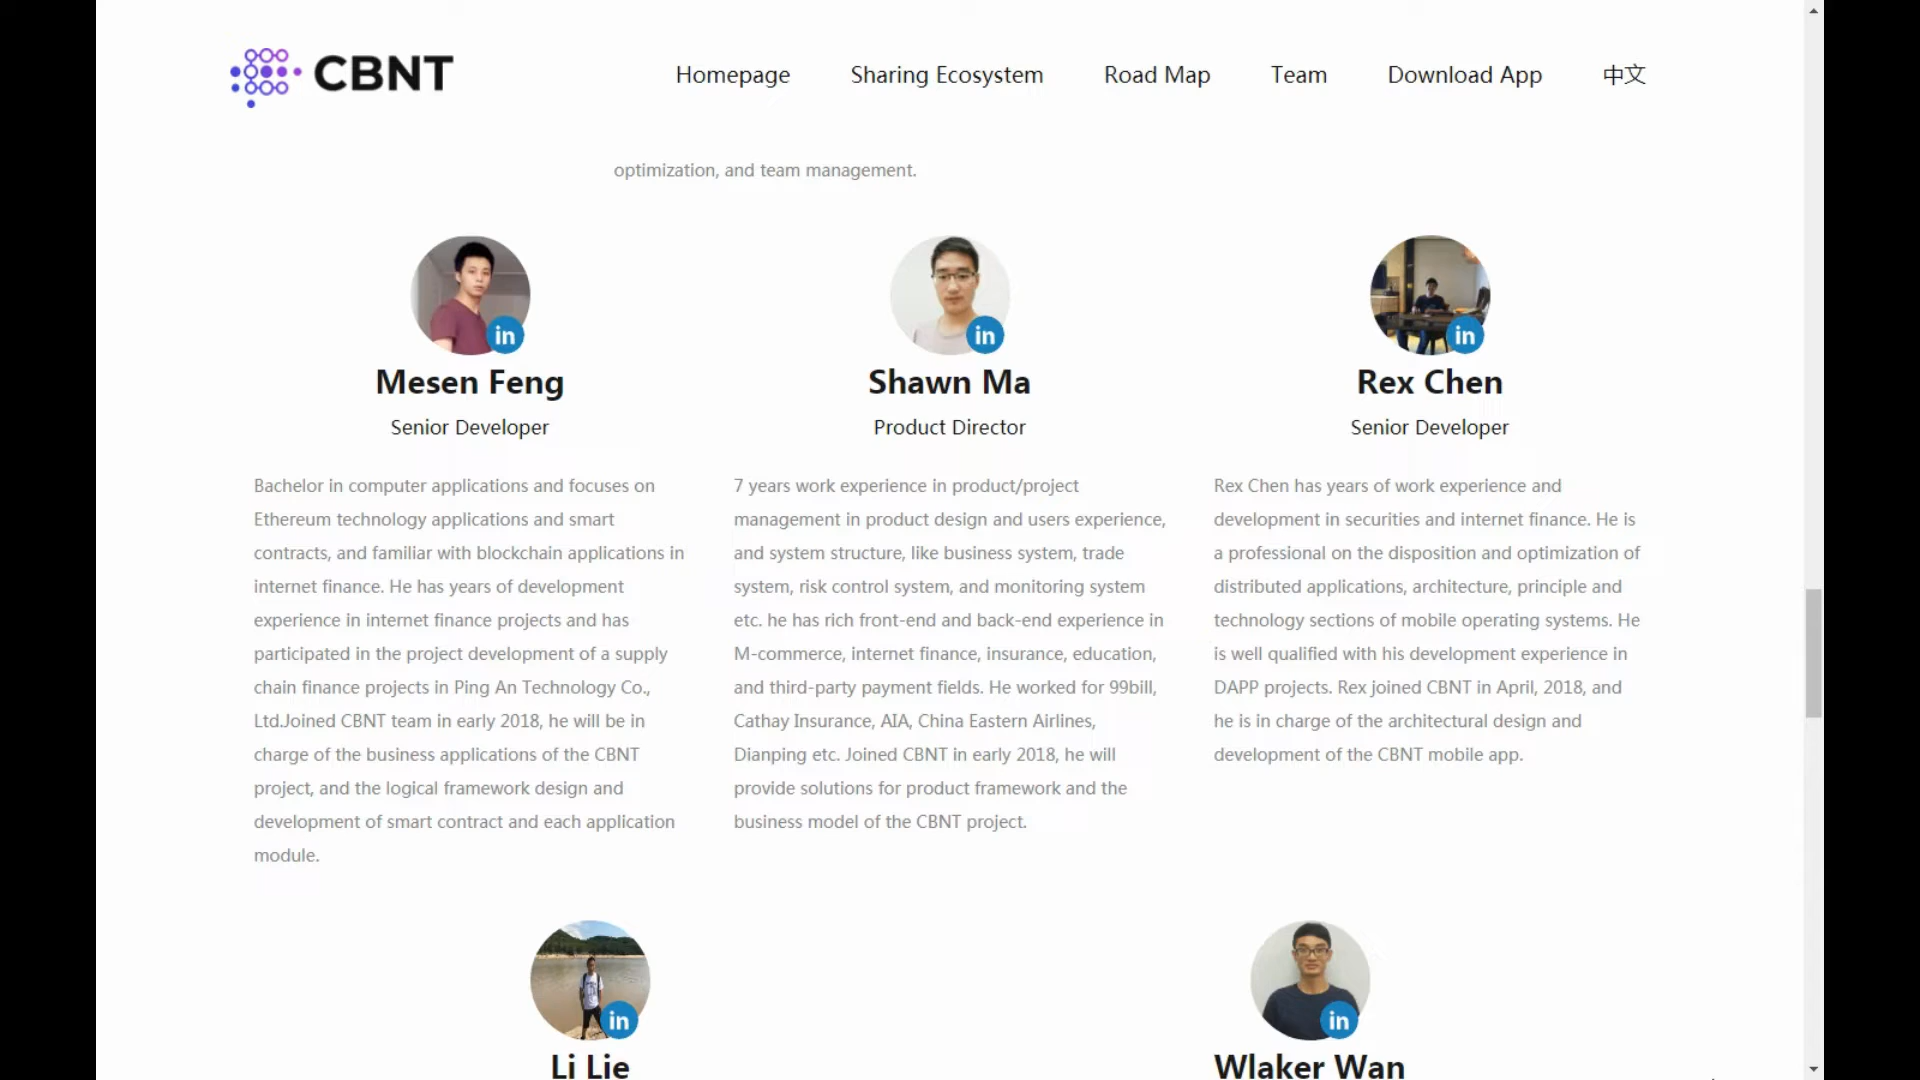 CBNT
Homepage
Sharing Ecosystem
Road Map
Team
Download App
中文
optimization, and team management.
in
Mesen Feng
Senior Developer
Bachelor in computer applications and focuses on
Ethereum technology applications and smart
contracts, and familiar with blockchain applications in
internet finance. He has years of development
experience in internet finance projects and has
participated in the project development of a supply
chain finance projects in Ping An Technology Co.,
Ltd.Joined CBNT team in early 2018, he will be in
charge of the business applications of the CBNT
project, and the logical framework design and
development of smart contract and each application
module.
in
Shawn Ma
Product Director
7 years work experience in product/project
management in product design and users experience,
and system structure, like business system, trade
system, risk control system, and monitoring system
etc. he has rich front-end and back-end experience in
M-commerce, internet finance, insurance, education,
and third-party payment fields. He worked for 99bill,
Cathay Insurance, AIA, China Eastern Airlines,
Dianping etc. Joined CBNT in early 2018, he will
provide solutions for product framework and the
business model of the CBNT project.
in
Rex Chen
Senior Developer
Rex Chen has years of work experience and
development in securities and internet finance. He is
a professional on the disposition and optimization of
distributed applications, architecture, principle and
technology sections of mobile operating systems. He
is well qualified with his development experience in
DAPP projects. Rex joined CBNT in April, 2018, and
he is in charge of the architectural design and
development of the CBNT mobile app.
in
Li Lie
in
Wlaker Wan